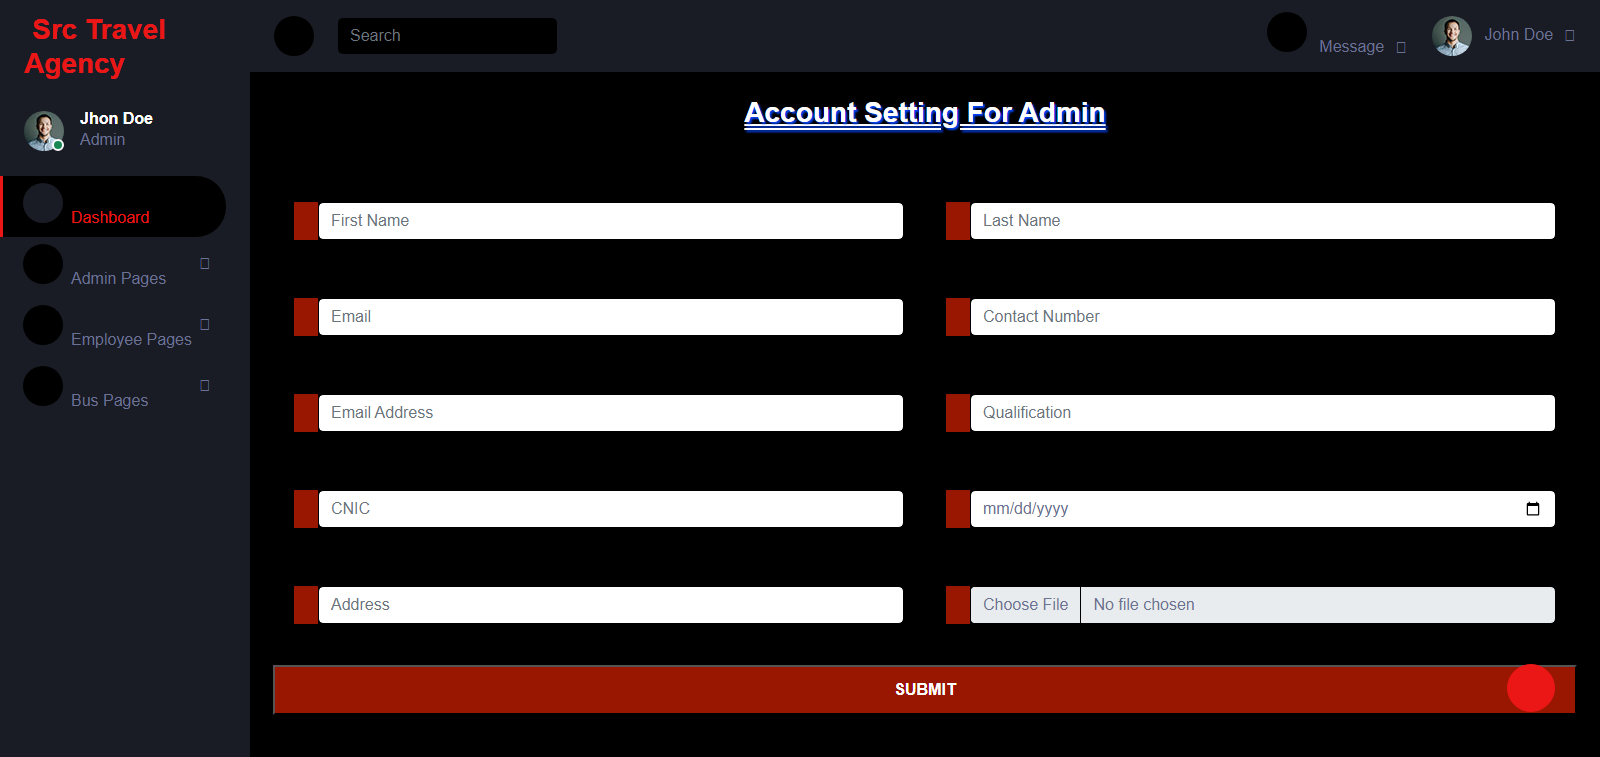 Src Travel
Agency
Search
Message
John Doe
Jhon Doe
Admin
Dashboard
Admin Pages
Employee Pages
Bus Pages
Account Setting For Admin
First Name
Last Name
Email
Contact Number
Email Address
Qualification
CNIC
mm/dd/yyyy
Address
Choose File
No file chosen
SUBMIT